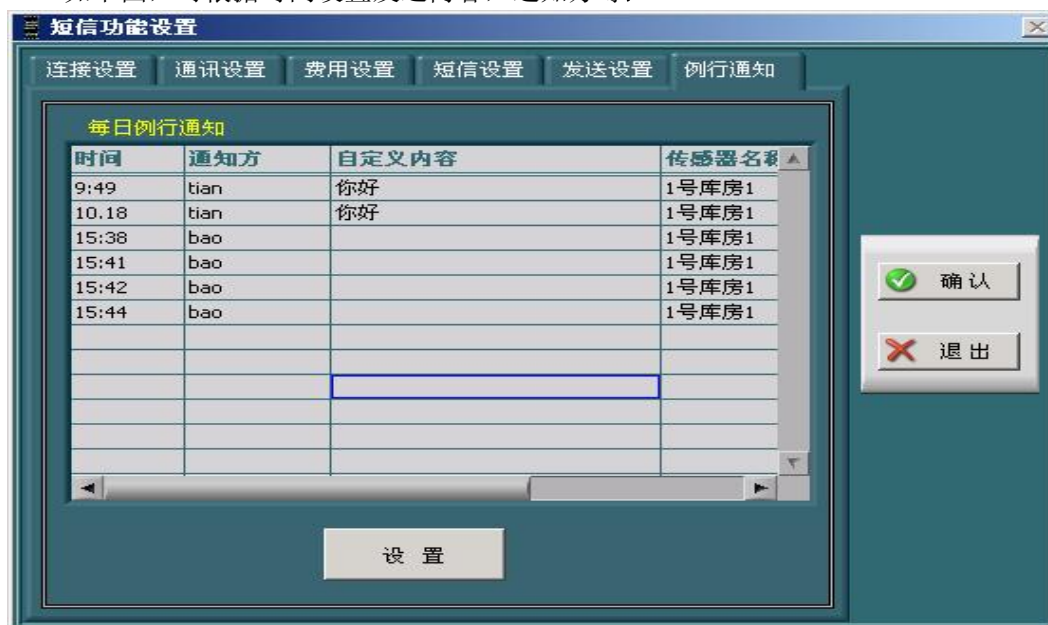 短信功能设置
连接设置 通讯设置 费用设置 短信设置 发送设置 例行通知
每日例行通知
时间 通知方 自定义内容 传感器名称
9:49 tian 你好 1号库房1
10.18 tian 你好 1号库房1
15:38 bao 1号库房1
15:41 bao 1号库房1
15:42 bao 1号库房1
15:44 bao 1号库房1
确认
退出
设 置